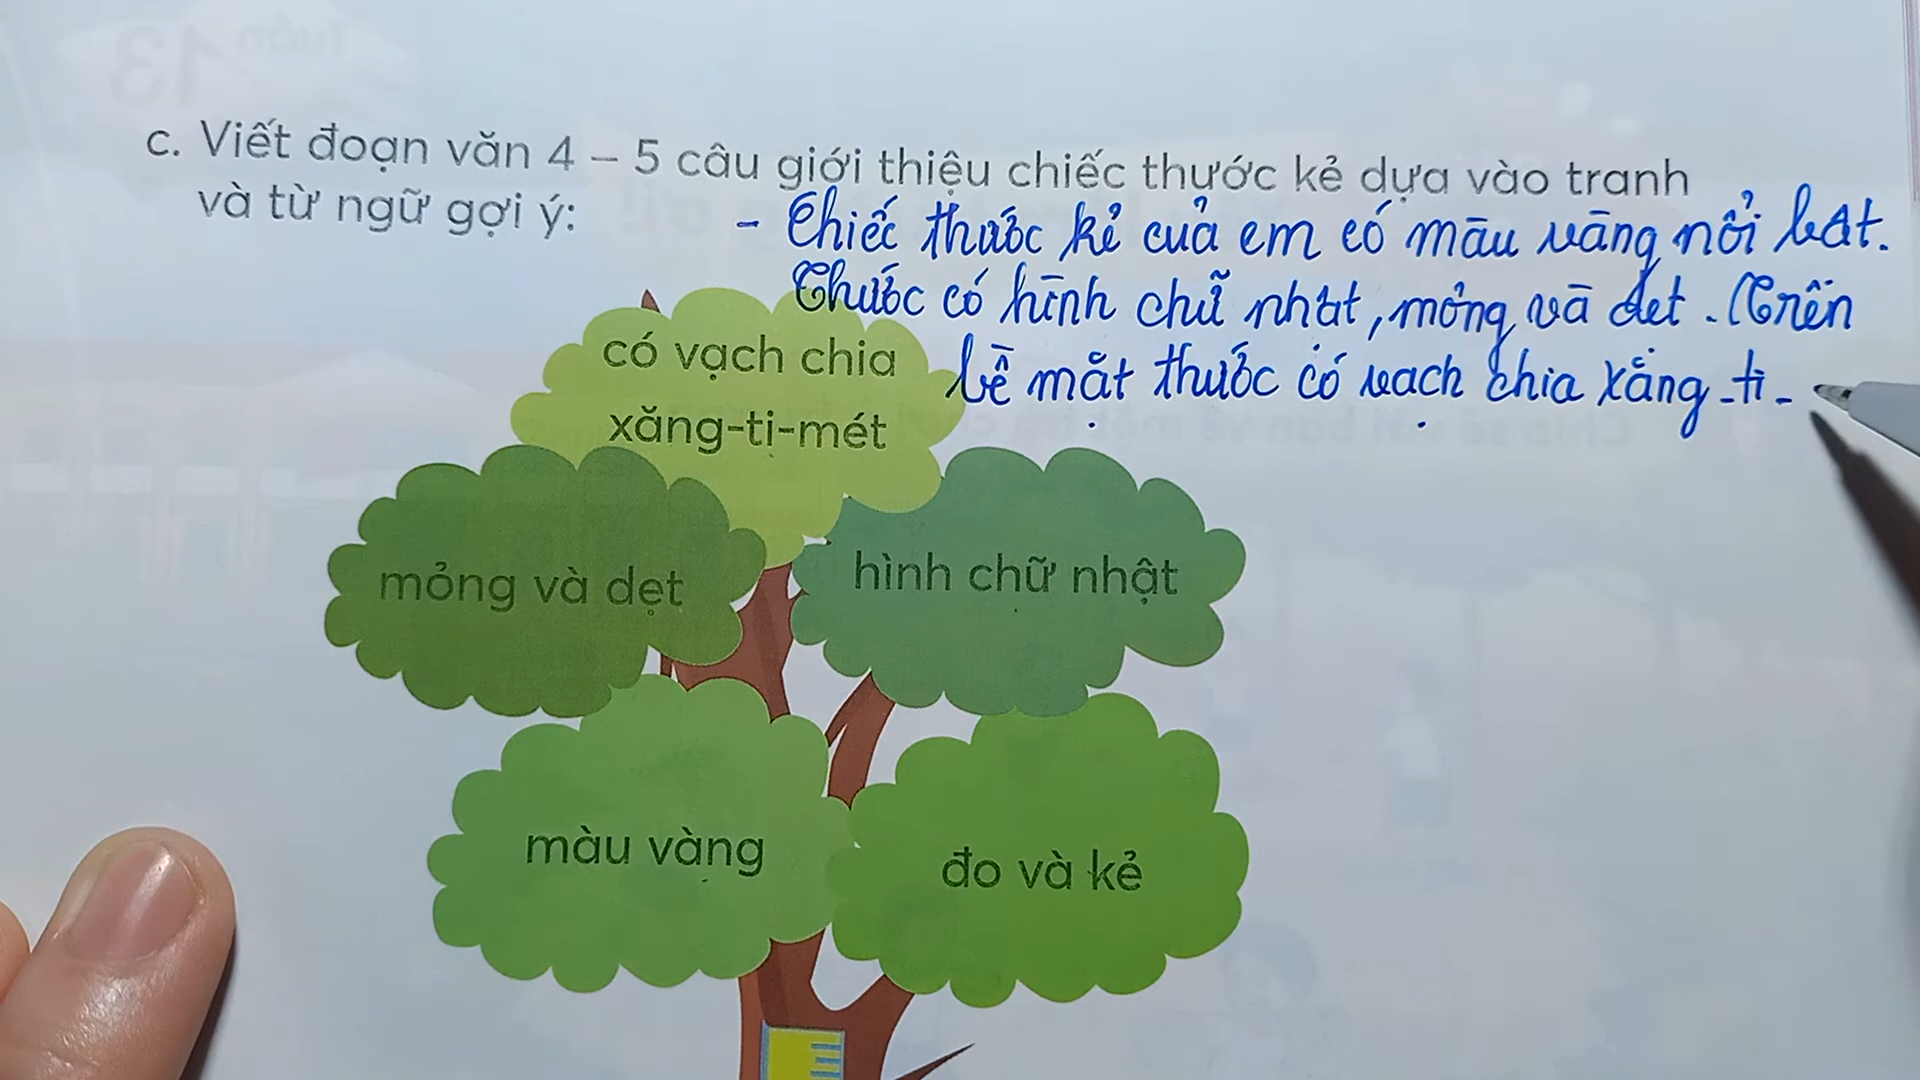 c. Viết đoạn văn 4 – 5 câu giới thiệu chiếc thước kẻ dựa vào tranh
và từ ngữ gợi ý:
- Chiếc thước kẻ của em có màu vàng nổi bật.
Thước có hình chữ nhật, mỏng và dẹt. Trên
bề mặt thước có vạch chia xăng-ti-
có vạch chia
xăng-ti-mét
mỏng và dẹt
hình chữ nhật
màu vàng
đo và kẻ